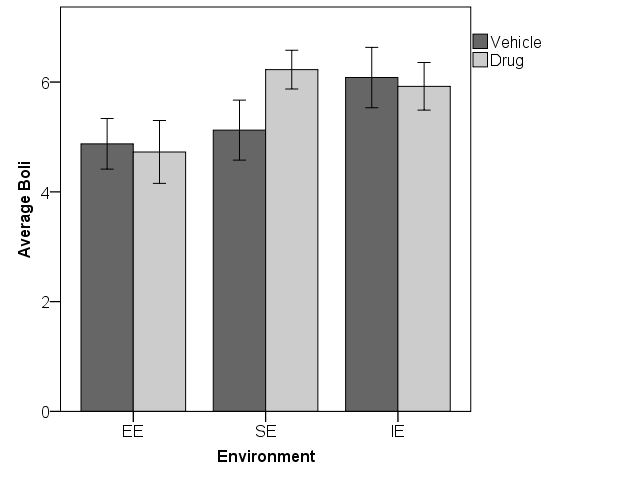 Vehicle
Drug
6
4
2
0
Average Boli
EE SE IE
Environment